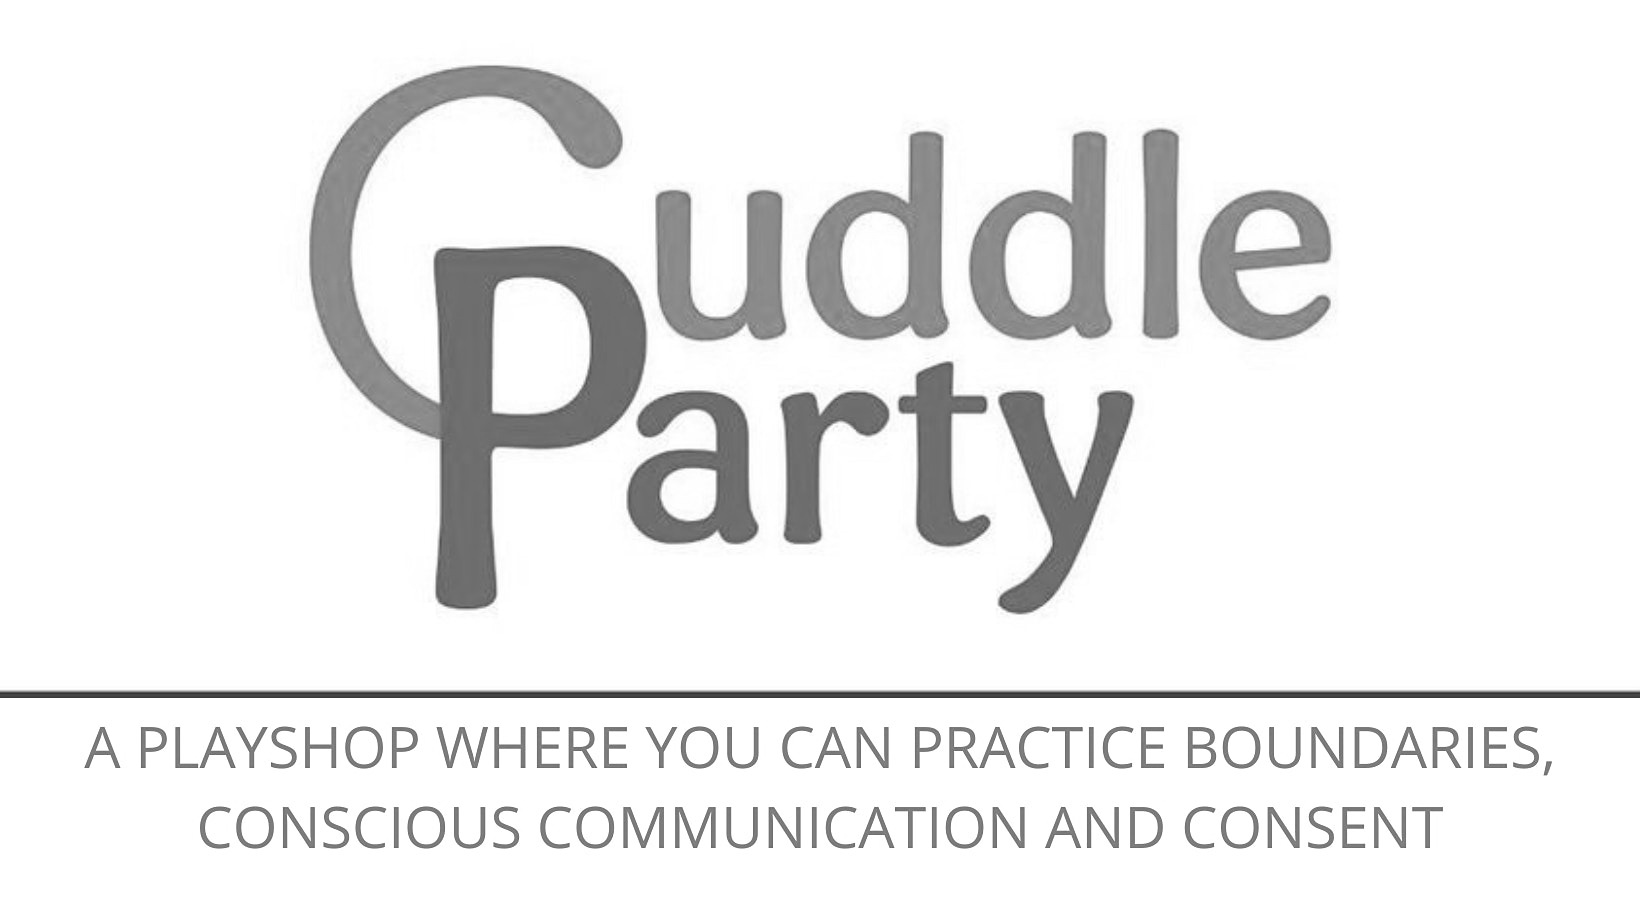 Cuddle
Party
A PLAYSHOP WHERE YOU CAN PRACTICE BOUNDARIES,
CONSCIOUS COMMUNICATION AND CONSENT